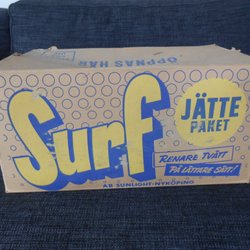 ÖPPNAS HÄR
Surf
JÄTTE
PAKET
RENARE TVÄTT
PÅ LÄTTARE SÄTT!
AB SUNLIGHT-NYKÖPING